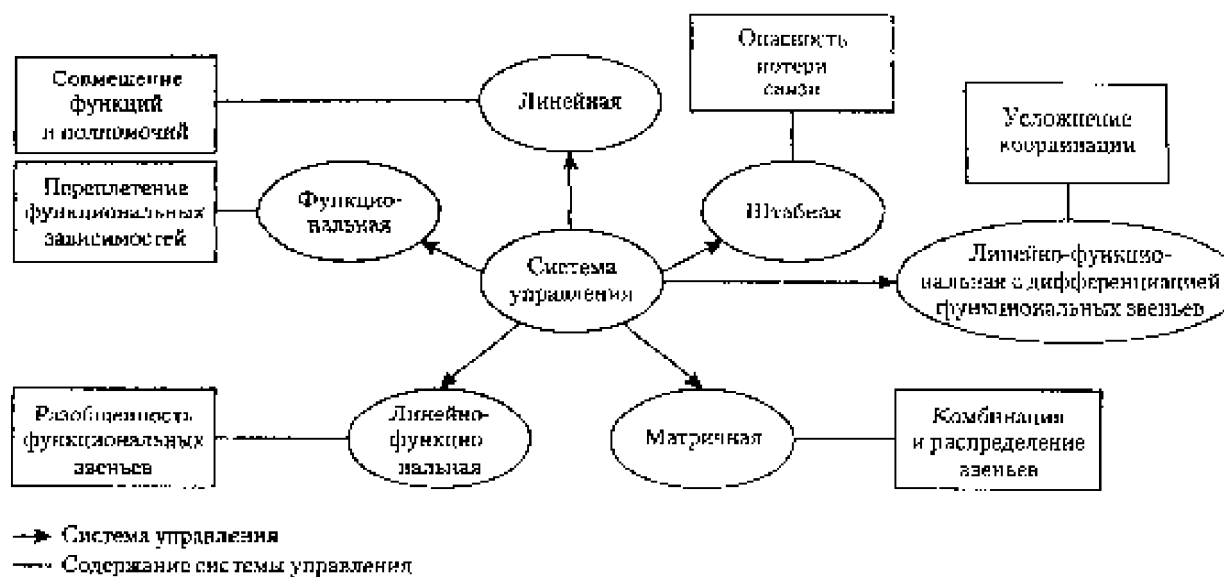 Совмещение
функций
и полномочий
Линейная
Опасность
потери
связи
Усложнение
координации
Переплетение
функциональных
зависимостей
Функцио-
нальная
Штабная
Система
управления
Линейно-функцио-
нальная с дифференциацией
функциональных звеньев
Разобщенность
функциональных
звеньев
Линейно-
функцио
нальная
Матричная
Комбинация
и распределение
звеньев
Система управления
Содержание системы управления